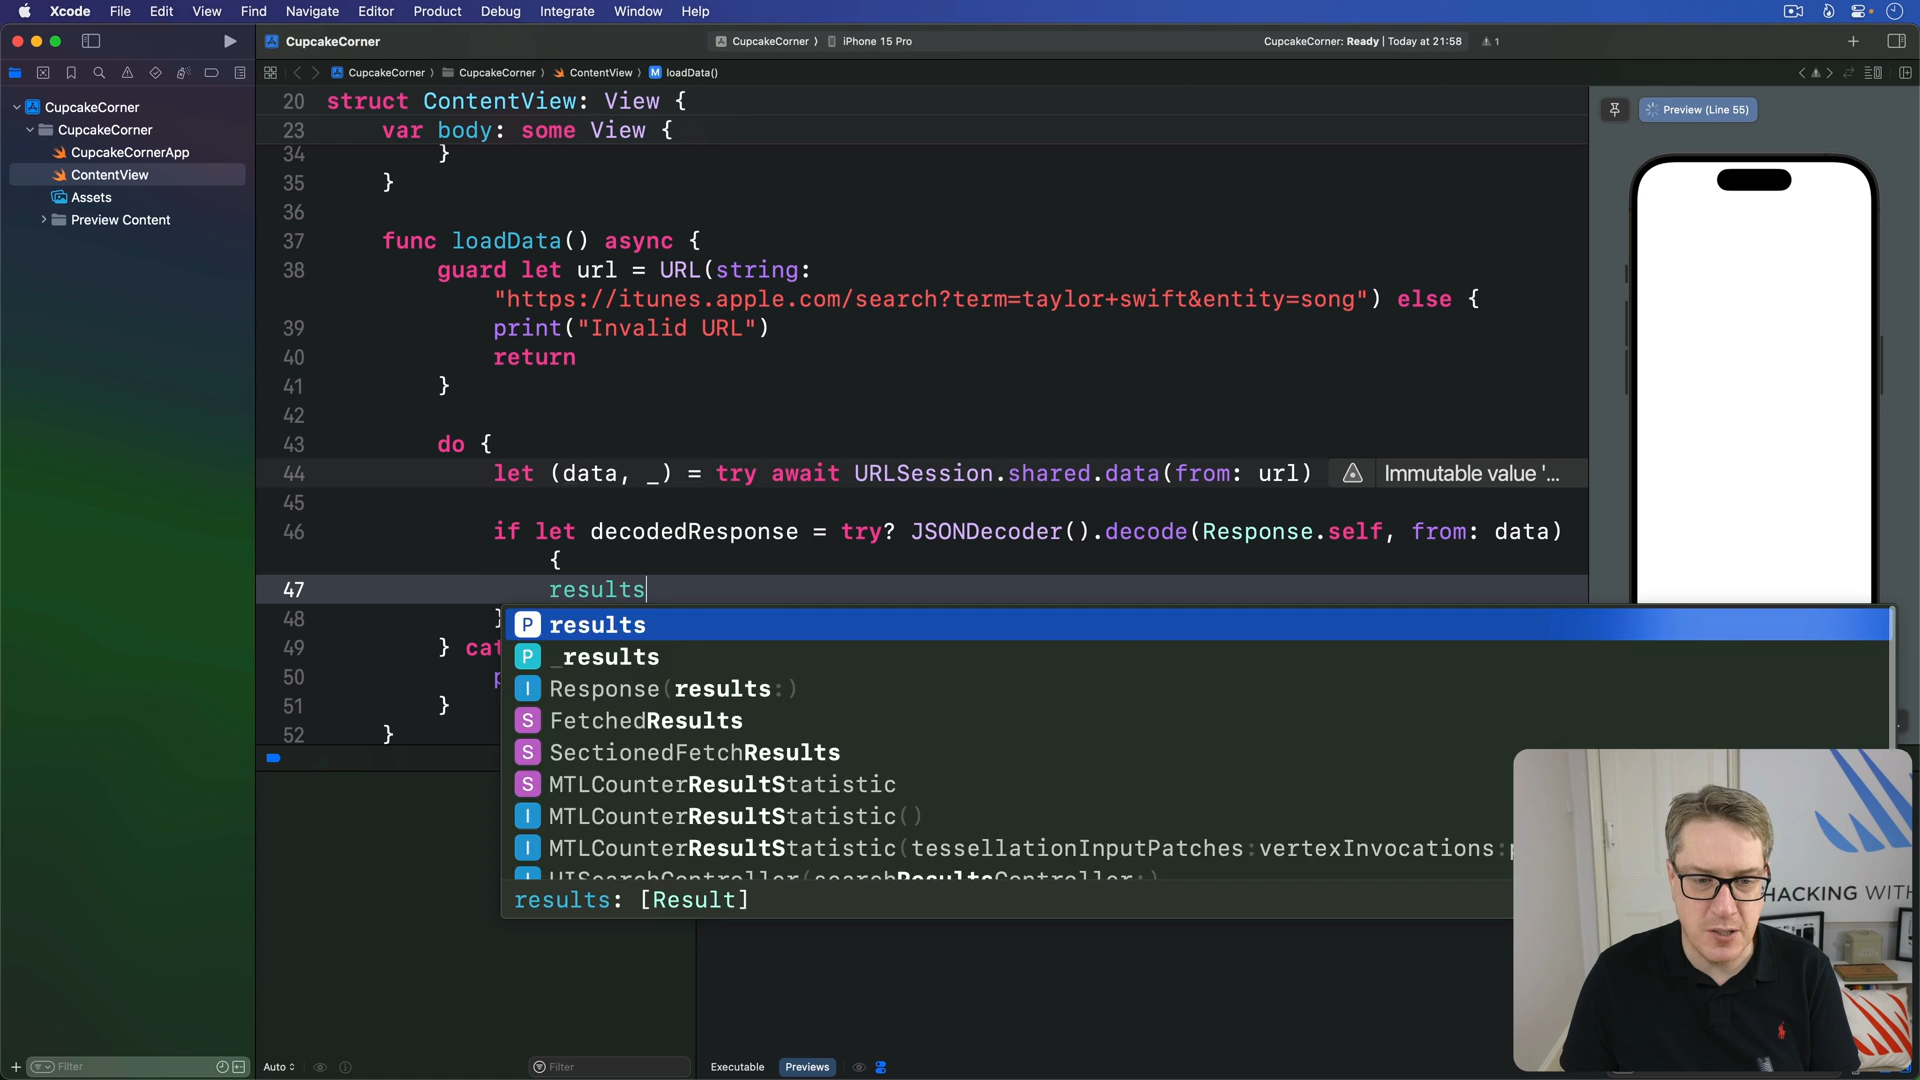 Xcode File Edit View Find Navigate Editor Product Debug Integrate Window Help
CupcakeCorner
CupcakeCorner 〉 iPhone 15 Pro
CupcakeCorner: Ready | Today at 21:58
1
CupcakeCorner 〉 CupcakeCorner 〉 ContentView 〉 M loadData()
CupcakeCorner
CupcakeCorner
CupcakeCornerApp
ContentView
Assets
Preview Content
20 struct ContentView: View {
23 var body: some View {
34 }
35 }
36
37 func loadData() async {
38 guard let url = URL(string:
"https://itunes.apple.com/search?term=taylor+swift&entity=song") else {
39 print("Invalid URL")
40 return
41 }
42
43 do {
44 let (data, _) = try await URLSession.shared.data(from: url)
Immutable value '...
45
46 if let decodedResponse = try? JSONDecoder().decode(Response.self, from: data)
{
47 results
48 }
49 } cat
50 p
51 }
52 }
P results
P _results
I Response(results:)
S FetchedResults
S SectionedFetchResults
S MTLCounterResultStatistic
I MTLCounterResultStatistic()
I MTLCounterResultStatistic(tessellationInputPatches:vertexInvocations:p
I UISearchController(searchResultsController:)
results: [Result]
Preview (Line 55)
HACKING WITH
Filter
Auto
Filter
Executable
Previews